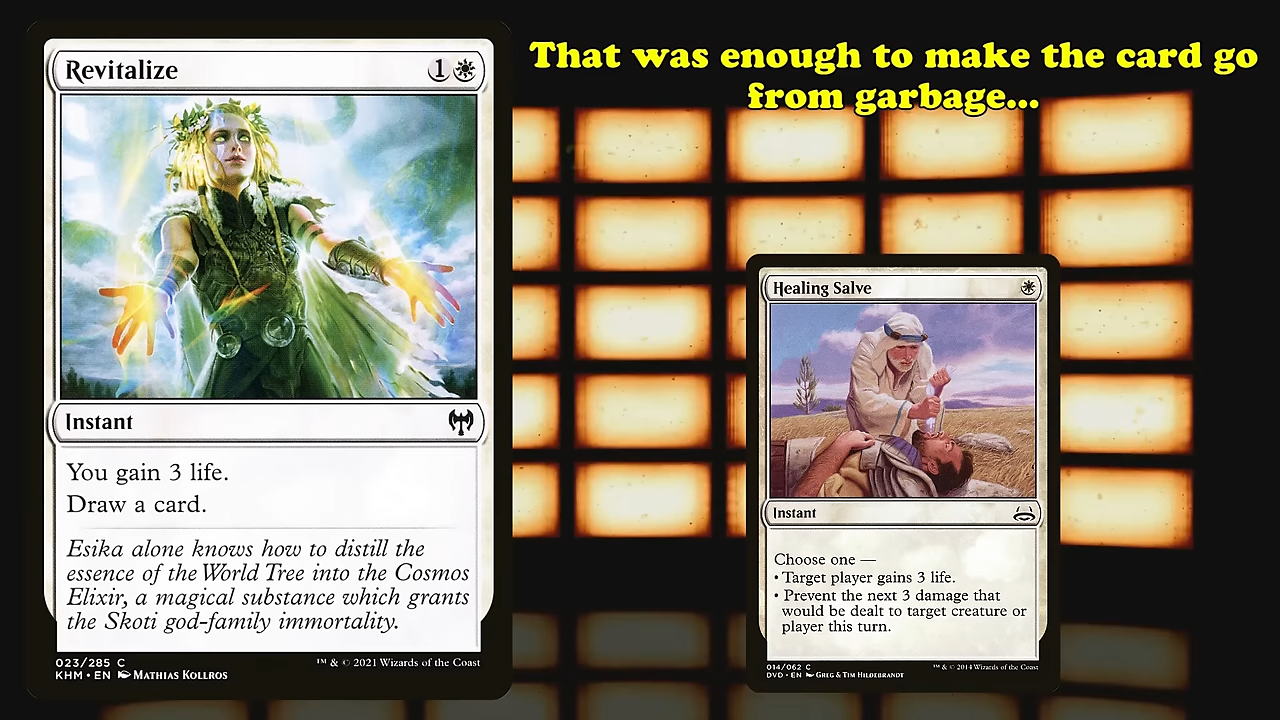 That was enough to make the card go
from garbage...
Revitalize
1
Instant
You gain 3 life.
Draw a card.
Esika alone knows how to distill the
essence of the World Tree into the Cosmos
Elixir, a magical substance which grants
the Skoti god-family immortality.
023/285 C
KHM • EN MATHIAS KOLLROS
™ & © 2021 Wizards of the Coast
Healing Salve
Instant
Choose one —
• Target player gains 3 life.
• Prevent the next 3 damage that
would be dealt to target creature or
player this turn.
014/062 C
DVD • EN GREG & TIM HILDEBRANDT
™ & © 2014 Wizards of the Coast